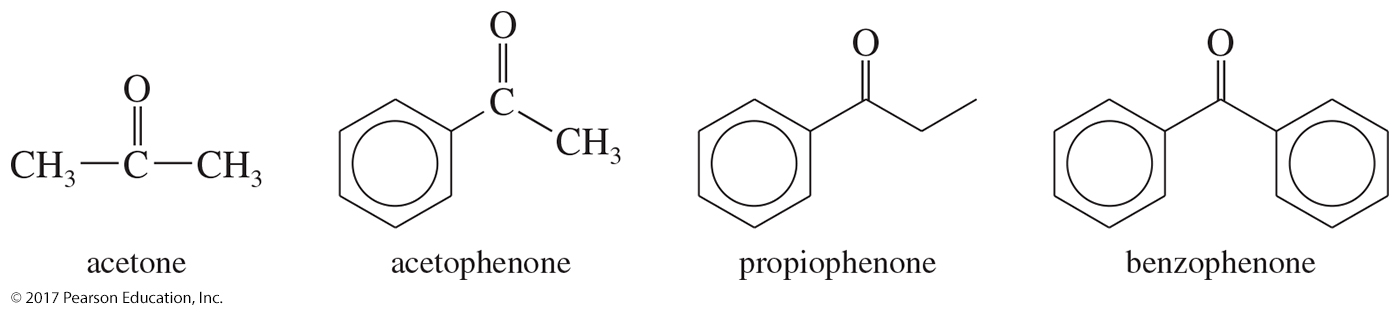 O
CH₃—C—CH₃
acetone
O
C
CH₃
acetophenone
O
propiophenone
O
benzophenone
© 2017 Pearson Education, Inc.